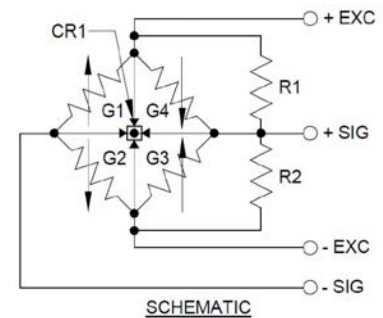 + EXC
CR1
R1
G1 G4
+ SIG
G2 G3
R2
- EXC
- SIG
SCHEMATIC